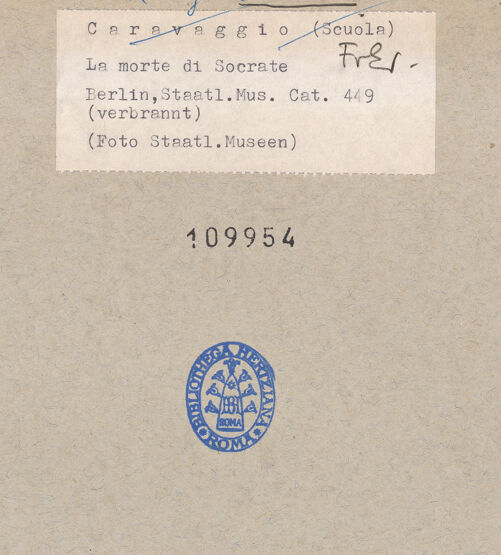 Caravaggio (Scuola)
La morte di Socrate
Berlin,Staatl.Mus. Cat. 449
(verbrannt)
(Foto Staatl.Museen)
109954
BIBLIOTHECA HERTZIANA
ROMA
ROMA